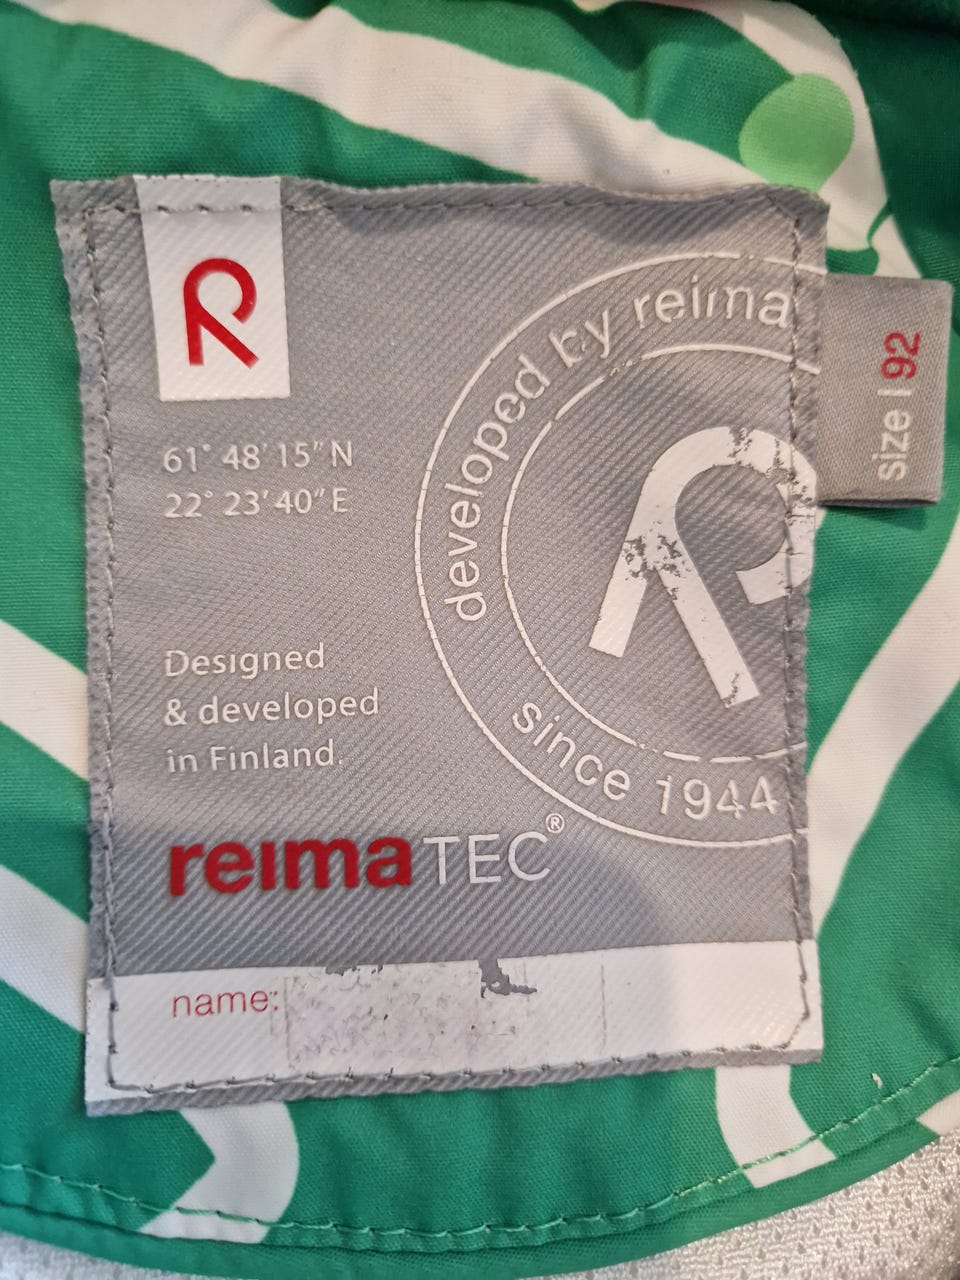 R
61° 48' 15" N
22° 23' 40" E
developed by reima
since 1944
R
size | 92
Designed
& developed
in Finland.
reimaTEC®
name: